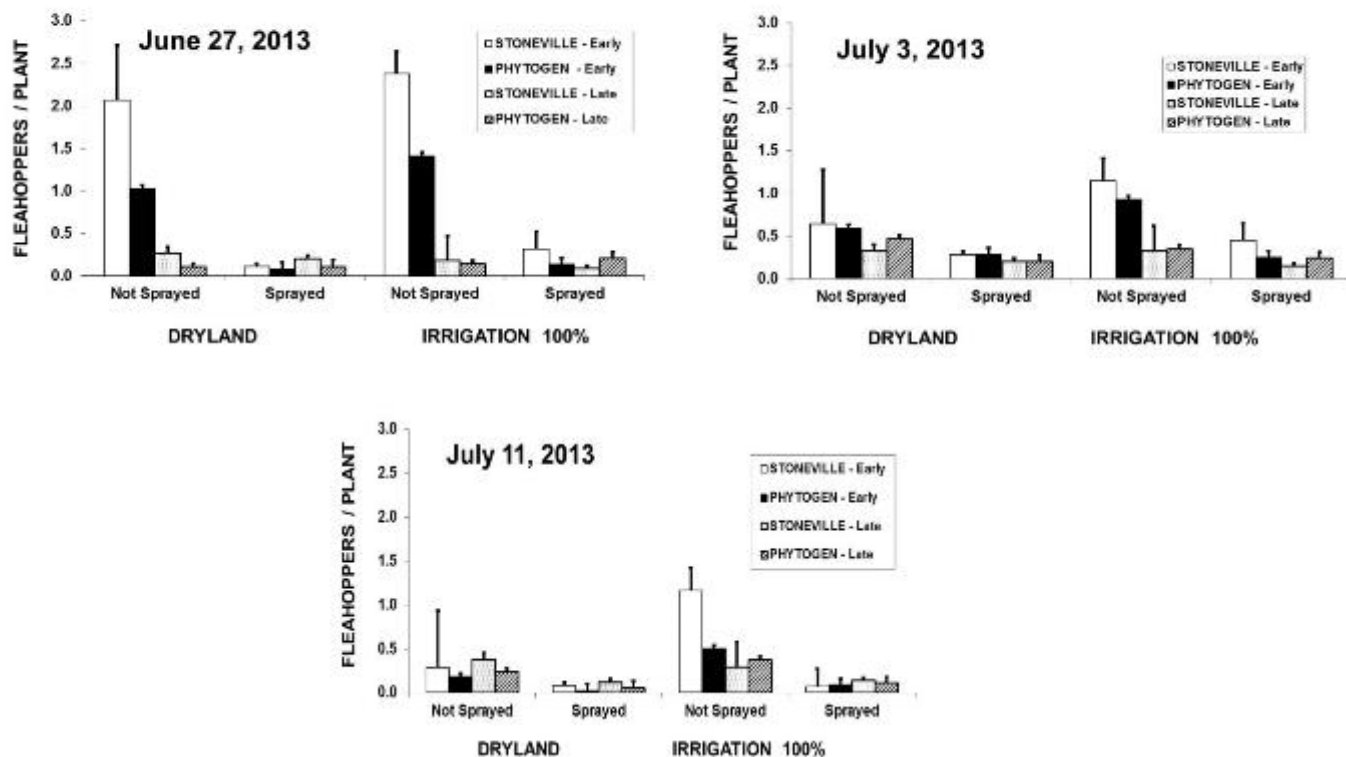 June 27, 2013
FLEAHOPPERS / PLANT
3.0
2.5
2.0
1.5
1.0
0.5
0.0
STONEVILLE - Early
PHYTOGEN - Early
STONEVILLE - Late
PHYTOGEN - Late
Not Sprayed Sprayed Not Sprayed Sprayed
DRYLAND IRRIGATION 100%
July 3, 2013
FLEAHOPPERS / PLANT
3.0
2.5
2.0
1.5
1.0
0.5
0.0
STONEVILLE - Early
PHYTOGEN - Early
STONEVILLE - Late
PHYTOGEN - Late
Not Sprayed Sprayed Not Sprayed Sprayed
DRYLAND IRRIGATION 100%
July 11, 2013
FLEAHOPPERS / PLANT
3.0
2.5
2.0
1.5
1.0
0.5
0.0
STONEVILLE - Early
PHYTOGEN - Early
STONEVILLE - Late
PHYTOGEN - Late
Not Sprayed Sprayed Not Sprayed Sprayed
DRYLAND IRRIGATION 100%